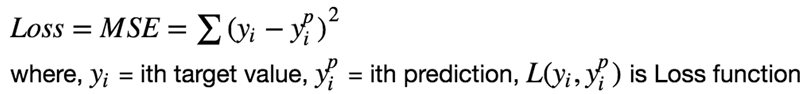 Loss = MSE = ∑(yᵢ − yᵢᵖ)²
where, yᵢ = ith target value, yᵢᵖ = ith prediction, L(yᵢ, yᵢᵖ) is Loss function